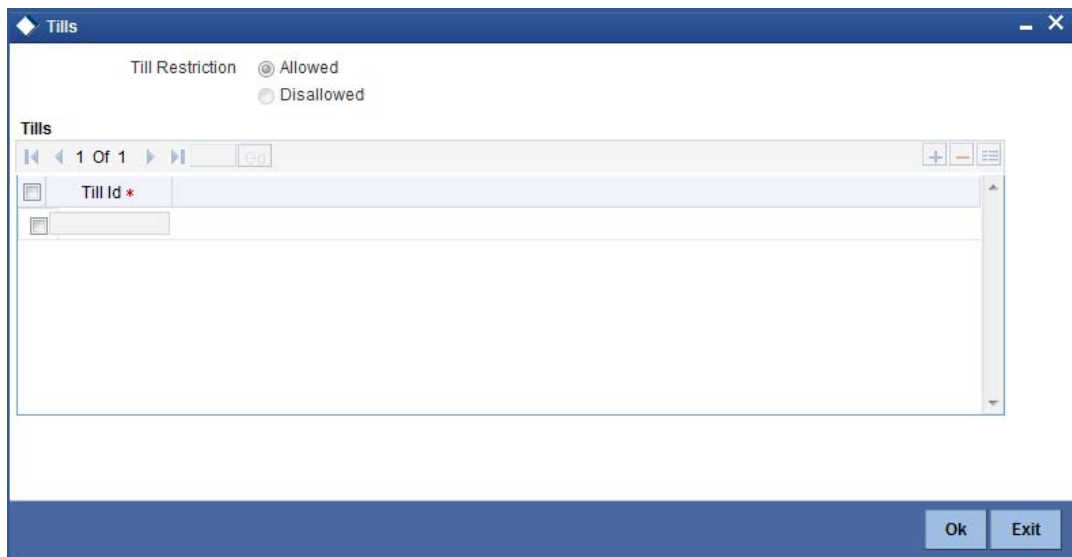 Tills
Till Restriction Allowed
Disallowed
Tills
1 Of 1 Go
Till Id *
Ok Exit